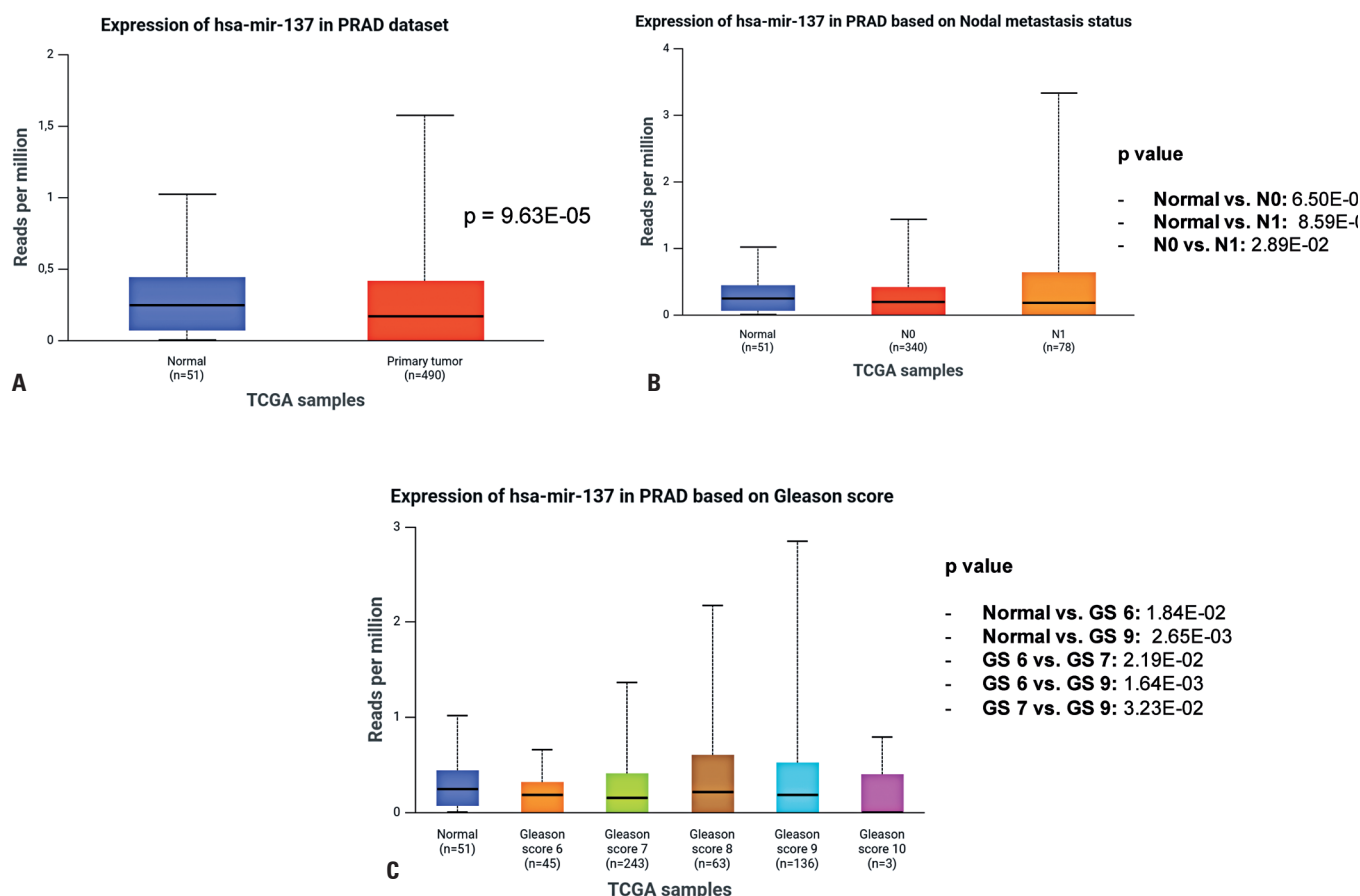 Expression of hsa-mir-137 in PRAD dataset
Reads per million
2
1,5
1
0,5
0
p = 9.63E-05
Normal
(n=51)
Primary tumor
(n=490)
TCGA samples
A
Expression of hsa-mir-137 in PRAD based on Nodal metastasis status
Reads per million
4
3
2
1
0
Normal
(n=51)
N0
(n=340)
N1
(n=78)
TCGA samples
p value
- Normal vs. N0: 6.50E-0
- Normal vs. N1: 8.59E-
- N0 vs. N1: 2.89E-02
B
Expression of hsa-mir-137 in PRAD based on Gleason score
Reads per million
3
2
1
0
Normal
(n=51)
Gleason
score 6
(n=45)
Gleason
score 7
(n=243)
Gleason
score 8
(n=63)
Gleason
score 9
(n=136)
Gleason
score 10
(n=3)
TCGA samples
p value
- Normal vs. GS 6: 1.84E-02
- Normal vs. GS 9: 2.65E-03
- GS 6 vs. GS 7: 2.19E-02
- GS 6 vs. GS 9: 1.64E-03
- GS 7 vs. GS 9: 3.23E-02
C